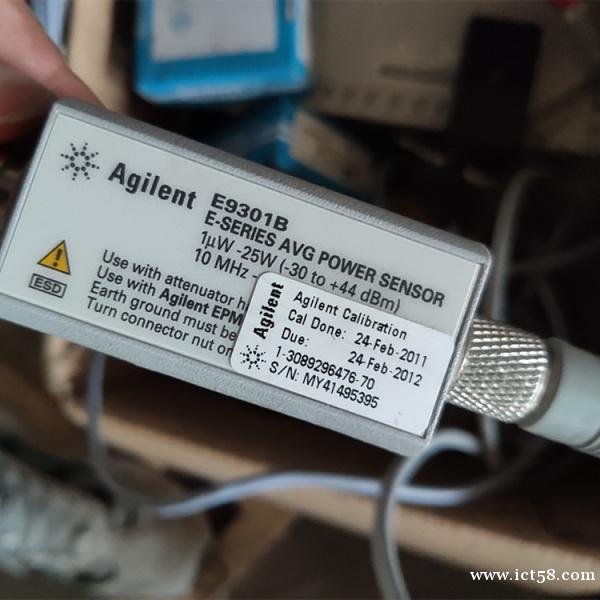 Agilent E9301B
E-SERIES AVG POWER SENSOR
1µW -25W (-30 to +44 dBm)
10 MHz -
Use with attenuator
Use with Agilent EPM
Earth ground must be
Turn connector nut on
ESD
Agilent
Agilent Calibration
Cal Done: 24-Feb-2011
Due: 24-Feb-2012
1-3089296476-70
S/N: MY41495395
www.ict58.com